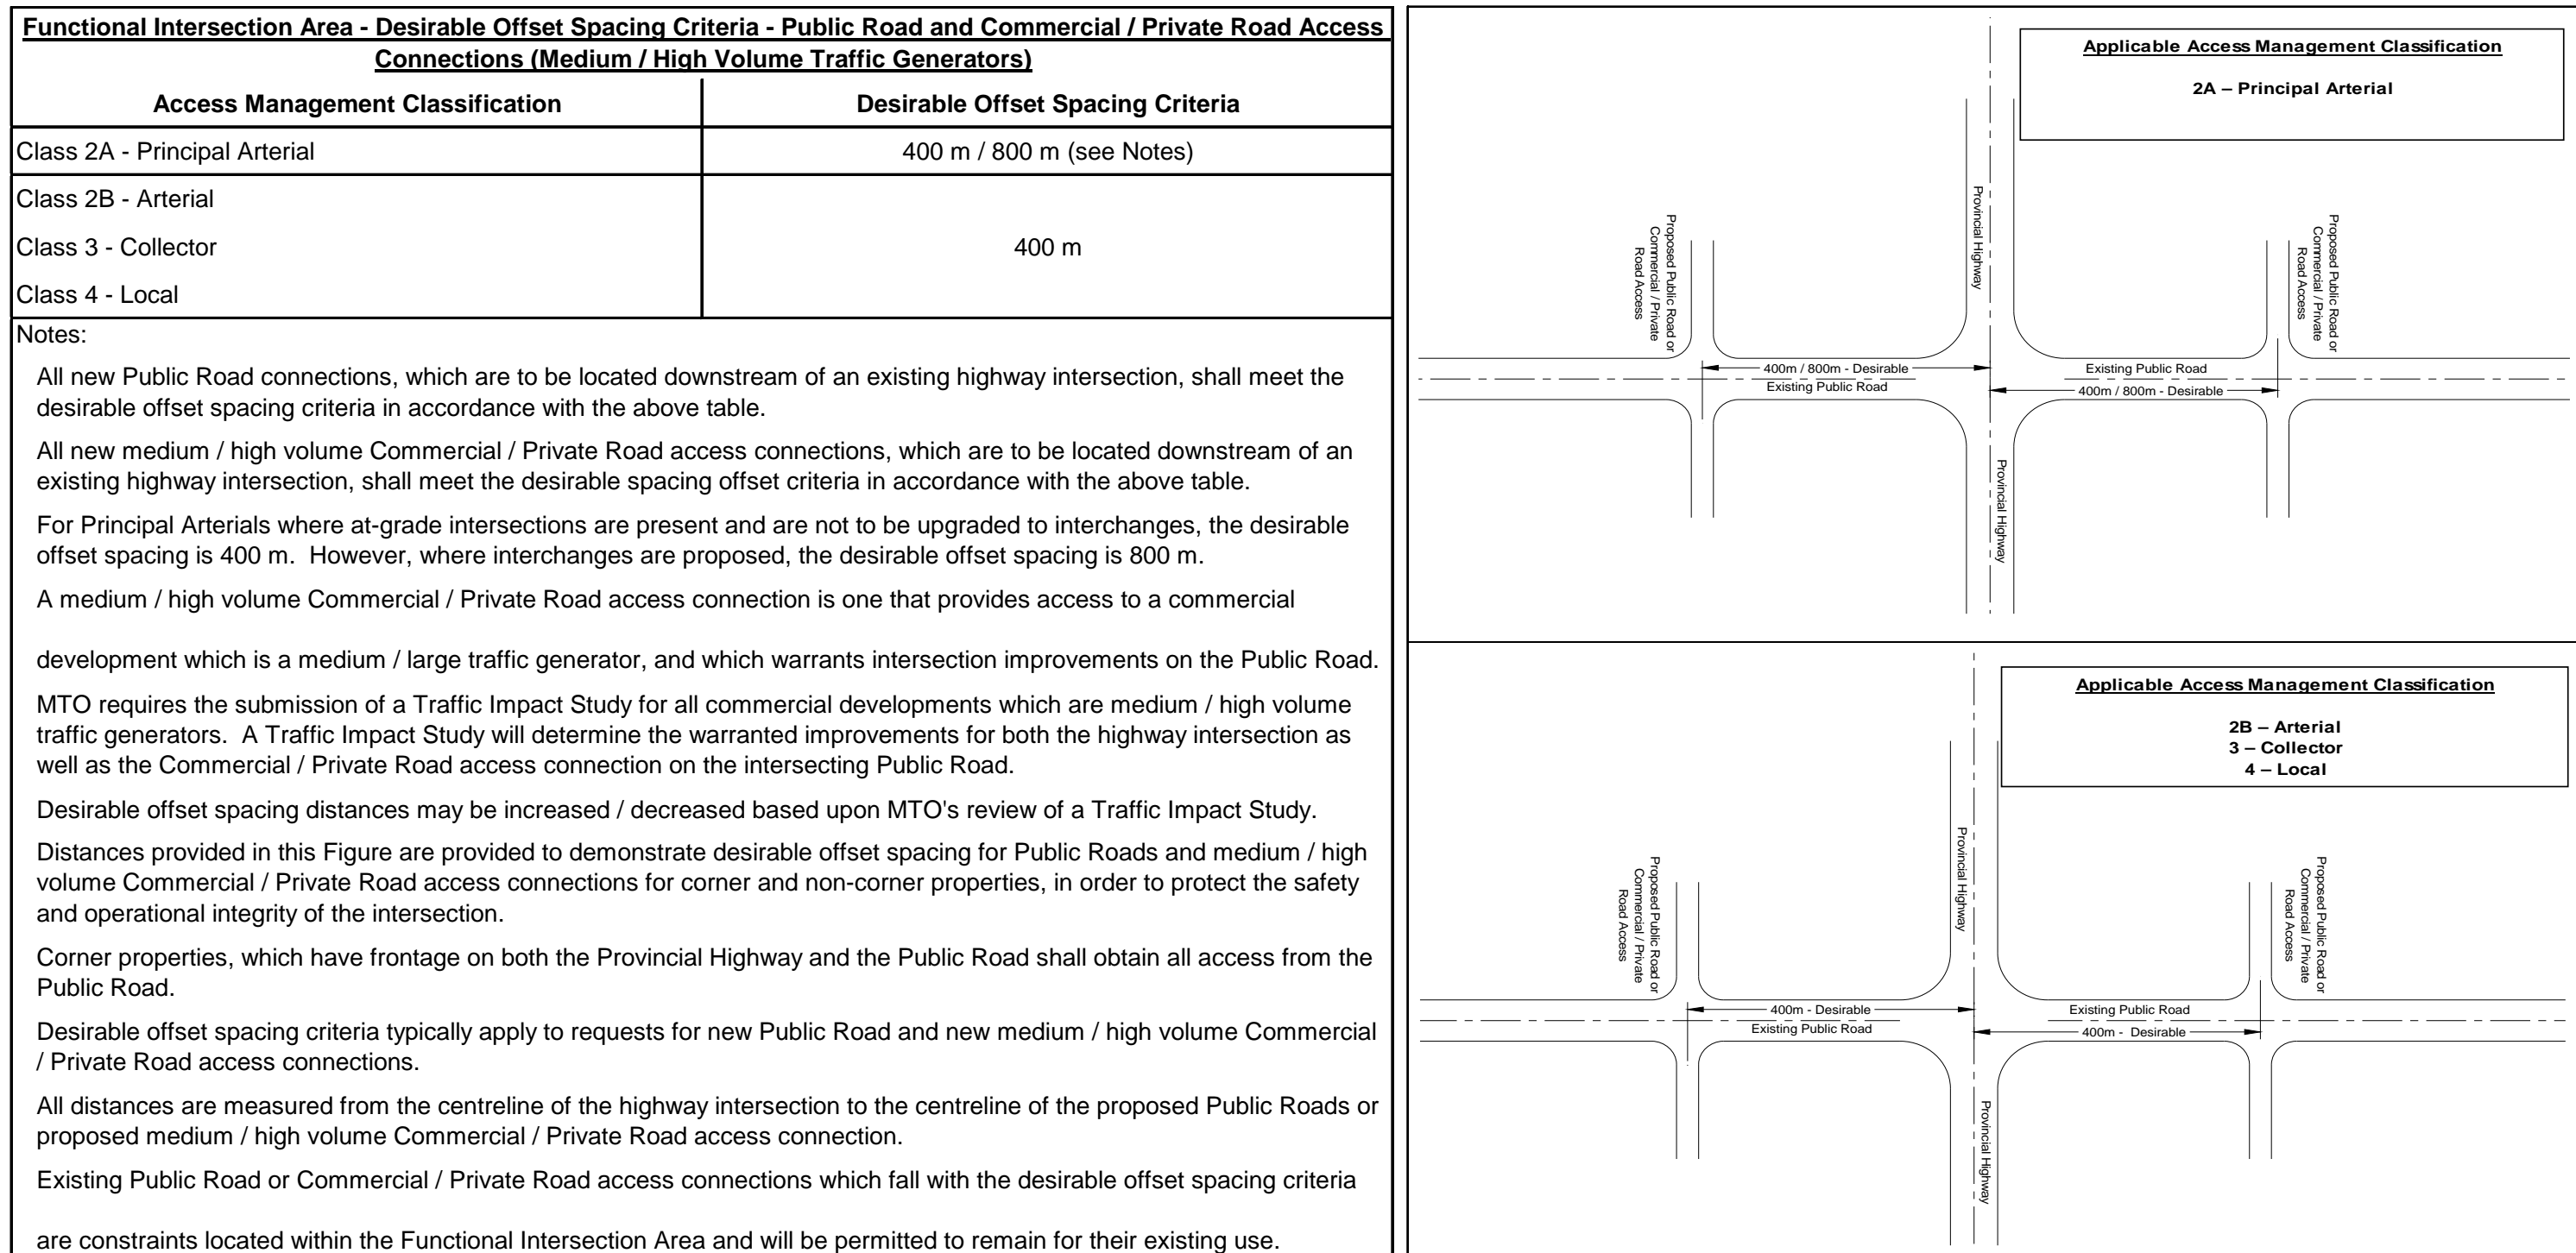 Functional Intersection Area - Desirable Offset Spacing Criteria - Public Road and Commercial / Private Road Access
Connections (Medium / High Volume Traffic Generators)
Access Management Classification
Desirable Offset Spacing Criteria
Class 2A - Principal Arterial
400 m / 800 m (see Notes)
Class 2B - Arterial
Class 3 - Collector
400 m
Class 4 - Local
Notes:
All new Public Road connections, which are to be located downstream of an existing highway intersection, shall meet the
desirable offset spacing criteria in accordance with the above table.
All new medium / high volume Commercial / Private Road access connections, which are to be located downstream of an
existing highway intersection, shall meet the desirable spacing offset criteria in accordance with the above table.
For Principal Arterials where at-grade intersections are present and are not to be upgraded to interchanges, the desirable
offset spacing is 400 m.  However, where interchanges are proposed, the desirable offset spacing is 800 m.
A medium / high volume Commercial / Private Road access connection is one that provides access to a commercial
development which is a medium / large traffic generator, and which warrants intersection improvements on the Public Road.
MTO requires the submission of a Traffic Impact Study for all commercial developments which are medium / high volume
traffic generators.  A Traffic Impact Study will determine the warranted improvements for both the highway intersection as
well as the Commercial / Private Road access connection on the intersecting Public Road.
Desirable offset spacing distances may be increased / decreased based upon MTO's review of a Traffic Impact Study.
Distances provided in this Figure are provided to demonstrate desirable offset spacing for Public Roads and medium / high
volume Commercial / Private Road access connections for corner and non-corner properties, in order to protect the safety
and operational integrity of the intersection.
Corner properties, which have frontage on both the Provincial Highway and the Public Road shall obtain all access from the
Public Road.
Desirable offset spacing criteria typically apply to requests for new Public Road and new medium / high volume Commercial
/ Private Road access connections.
All distances are measured from the centreline of the highway intersection to the centreline of the proposed Public Roads or
proposed medium / high volume Commercial / Private Road access connection.
Existing Public Road or Commercial / Private Road access connections which fall with the desirable offset spacing criteria
are constraints located within the Functional Intersection Area and will be permitted to remain for their existing use.
Applicable Access Management Classification
2A – Principal Arterial
Provincial Highway
Proposed Public Road or
Commercial / Private
Road Access
Proposed Public Road or
Commercial / Private
Road Access
400m / 800m - Desirable
Existing Public Road
Existing Public Road
400m / 800m - Desirable
Provincial Highway
Applicable Access Management Classification
2B – Arterial
3 – Collector
4 – Local
Provincial Highway
Proposed Public Road or
Commercial / Private
Road Access
Proposed Public Road or
Commercial / Private
Road Access
400m - Desirable
Existing Public Road
Existing Public Road
400m -  Desirable
Provincial Highway